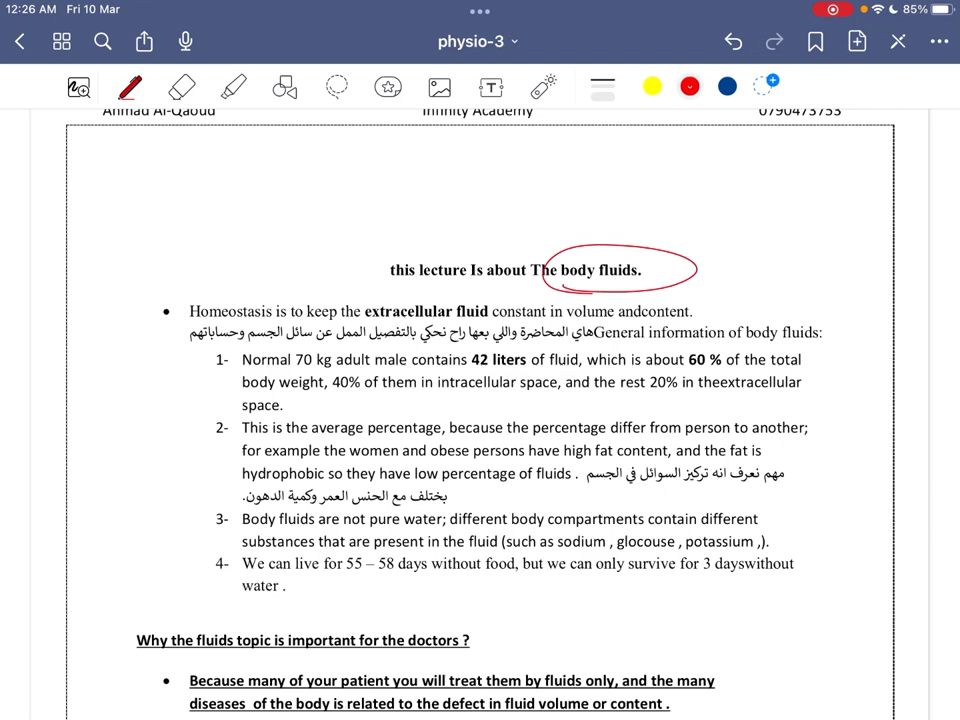 12:26 AM Fri 10 Mar
85%
physio-3
T
Ahmad Al-Qaoud Infinity Academy 0790473753
this lecture Is about The body fluids.
• Homeostasis is to keep the extracellular fluid constant in volume andcontent.
هاي المحاضرة واللي بعها راح نحكي بالتفصيل الممل عن سائل الجسم وحساباتهم General information of body fluids:
1- Normal 70 kg adult male contains 42 liters of fluid, which is about 60 % of the total
body weight, 40% of them in intracellular space, and the rest 20% in theextracellular
space.
2- This is the average percentage, because the percentage differ from person to another;
for example the women and obese persons have high fat content, and the fat is
hydrophobic so they have low percentage of fluids . مهم نعرف انه تركيز السوائل في الجسم
بختلف مع الحنس العمر وكمية الدهون.
3- Body fluids are not pure water; different body compartments contain different
substances that are present in the fluid (such as sodium , glocouse , potassium ,).
4- We can live for 55 – 58 days without food, but we can only survive for 3 dayswithout
water .
Why the fluids topic is important for the doctors ?
• Because many of your patient you will treat them by fluids only, and the many
diseases of the body is related to the defect in fluid volume or content .